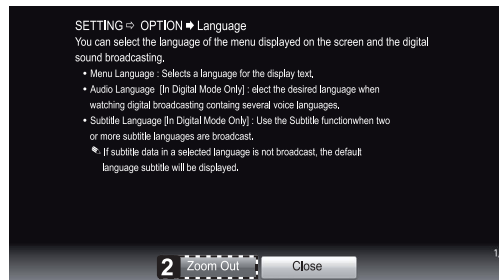 SETTING ⇨ OPTION ➡ Language
You can select the language of the menu displayed on the screen and the digital
sound broadcasting.
• Menu Language : Selects a language for the display text.
• Audio Language [In Digital Mode Only] : elect the desired language when
watching digital broadcasting containg several voice languages.
• Subtitle Language [In Digital Mode Only] : Use the Subtitle functionwhen two
or more subtitle languages are broadcast.
✎ If subtitle data in a selected language is not broadcast, the default
language subtitle will be displayed.
2 Zoom Out Close